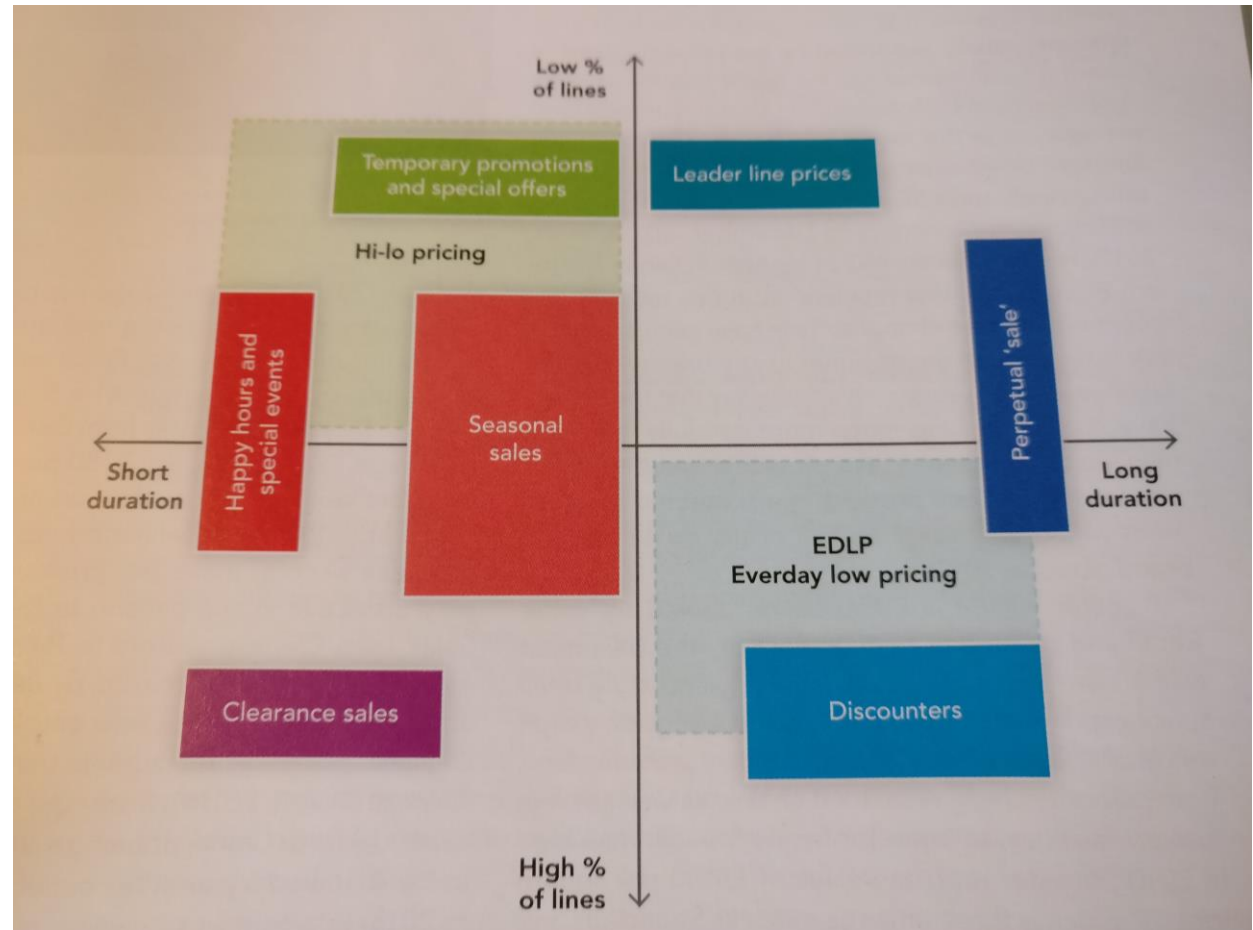 Low %
of lines
Temporary promotions
and special offers
Leader line prices
Hi-lo pricing
Happy hours and
special events
Seasonal
sales
Perpetual 'sale'
Short
duration
Long
duration
EDLP
Everday low pricing
Clearance sales
Discounters
High %
of lines